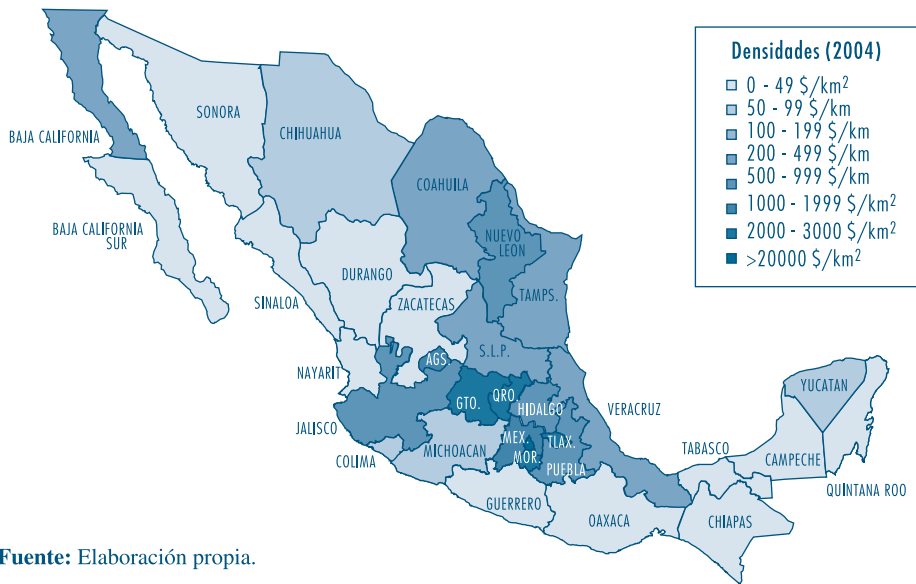 Densidades (2004)
0 - 49 $/km²
50 - 99 $/km
100 - 199 $/km
200 - 499 $/km
500 - 999 $/km
1000 - 1999 $/km²
2000 - 3000 $/km²
>20000 $/km²
BAJA CALIFORNIA
SONORA
CHIHUAHUA
COAHUILA
BAJA CALIFORNIA
SUR
NUEVO
LEON
DURANGO
SINALOA
ZACATECAS
TAMPS.
NAYARIT
AGS.
S.L.P.
JALISCO
GTO.
QRO.
HIDALGO
VERACRUZ
YUCATAN
COLIMA
MICHOACAN
MEX.
MOR.
TLAX.
PUEBLA
TABASCO
CAMPECHE
QUINTANA ROO
GUERRERO
OAXACA
CHIAPAS
Fuente: Elaboración propia.